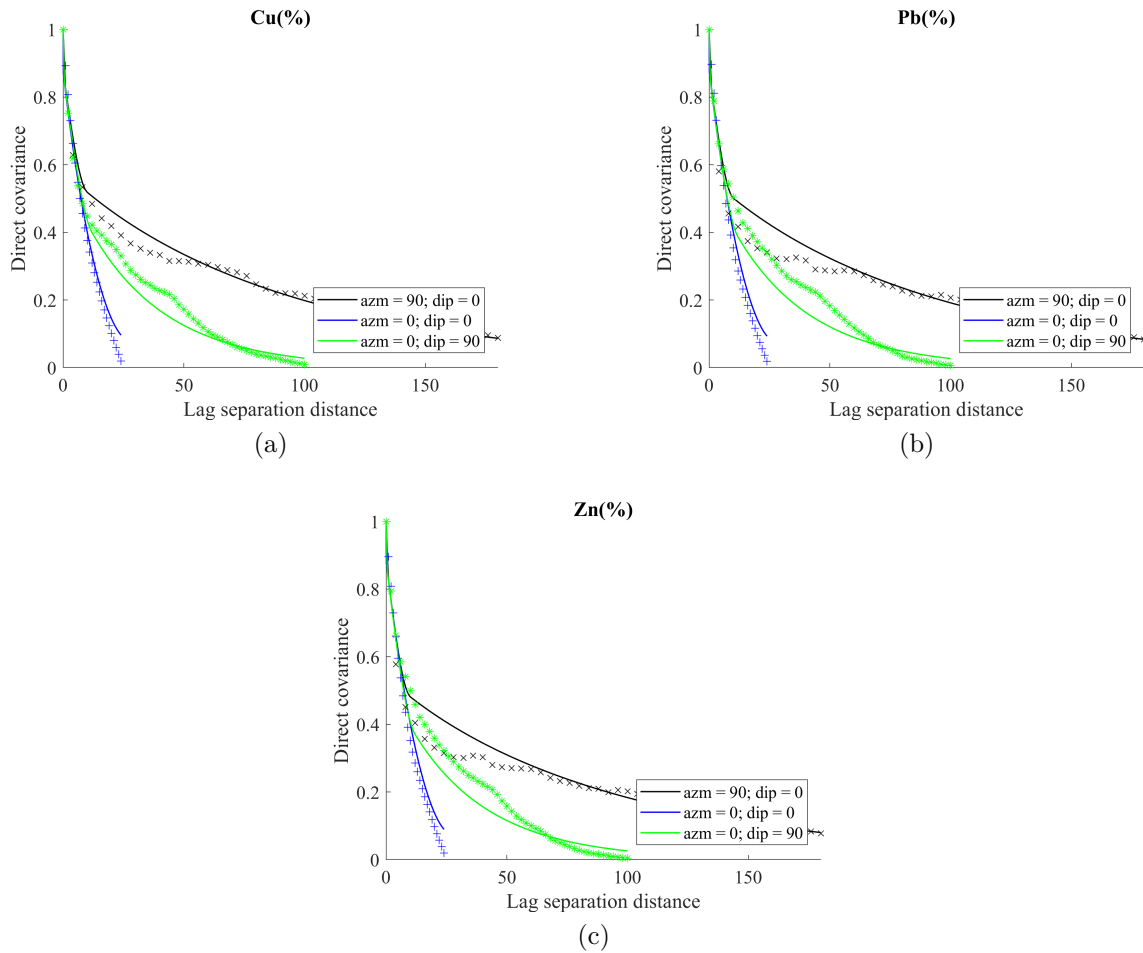 Cu(%)
1
0.8
0.6
0.4
0.2
0
Direct covariance
0 50 100 150
Lag separation distance
azm = 90; dip = 0
azm = 0; dip = 0
azm = 0; dip = 90
(a)
Pb(%)
1
0.8
0.6
0.4
0.2
0
Direct covariance
0 50 100 150
Lag separation distance
azm = 90; dip = 0
azm = 0; dip = 0
azm = 0; dip = 90
(b)
Zn(%)
1
0.8
0.6
0.4
0.2
0
Direct covariance
0 50 100 150
Lag separation distance
azm = 90; dip = 0
azm = 0; dip = 0
azm = 0; dip = 90
(c)